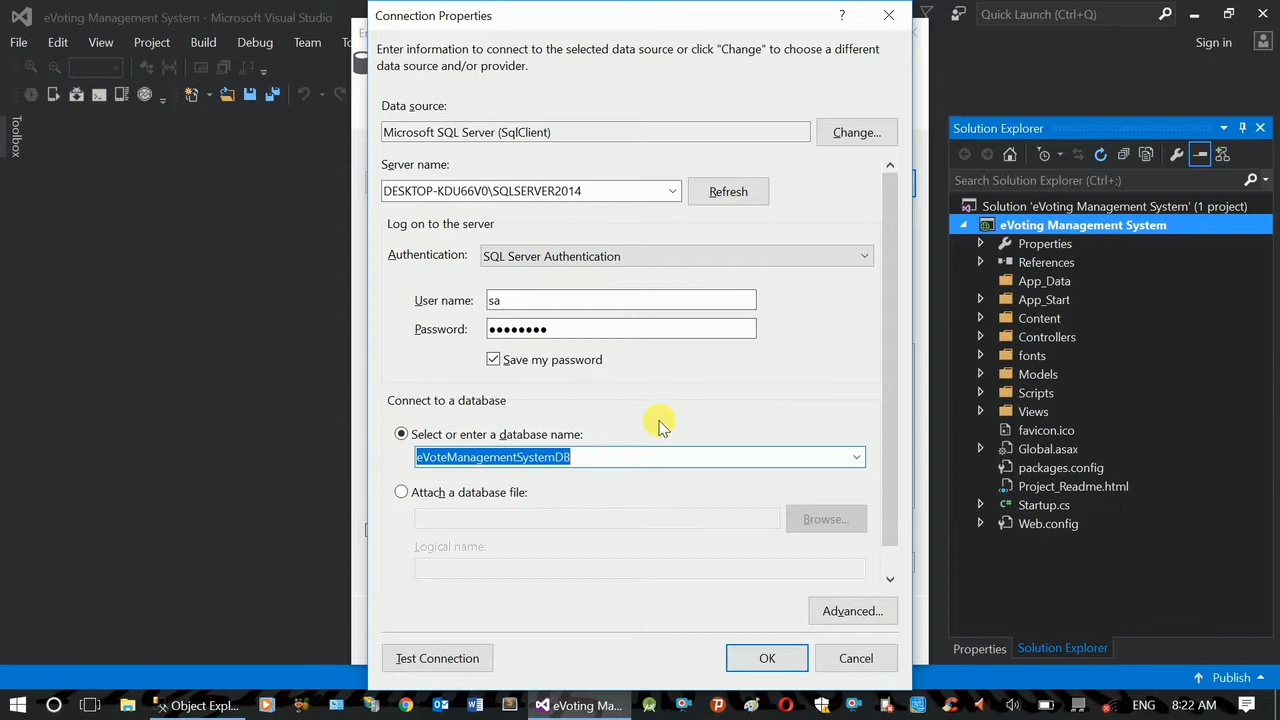 eVoting Management System - Microsoft Visual Studio
Connection Properties
?
Quick Launch (Ctrl+Q)
File Edit View Project Build Debug Team
Sign in
Enter information to connect to the selected data source or click "Change" to choose a different
data source and/or provider.
Toolbox
Data source:
Microsoft SQL Server (SqlClient)
Change...
Server name:
DESKTOP-KDU66V0\SQLSERVER2014
Refresh
Log on to the server
Authentication:
SQL Server Authentication
User name:
sa
Password:
●●●●●●●●
Save my password
Connect to a database
Select or enter a database name:
eVoteManagementSystemDB
Attach a database file:
Browse...
Logical name:
Advanced...
Test Connection
OK
Cancel
Solution Explorer
Search Solution Explorer (Ctrl+;)
Solution 'eVoting Management System' (1 project)
eVoting Management System
Properties
References
App_Data
App_Start
Content
Controllers
fonts
Models
Scripts
Views
favicon.ico
Global.asax
packages.config
Project_Readme.html
C# Startup.cs
Web.config
Properties
Solution Explorer
Publish
Object Expl...
eVoting Ma...
ENG
8:22 AM